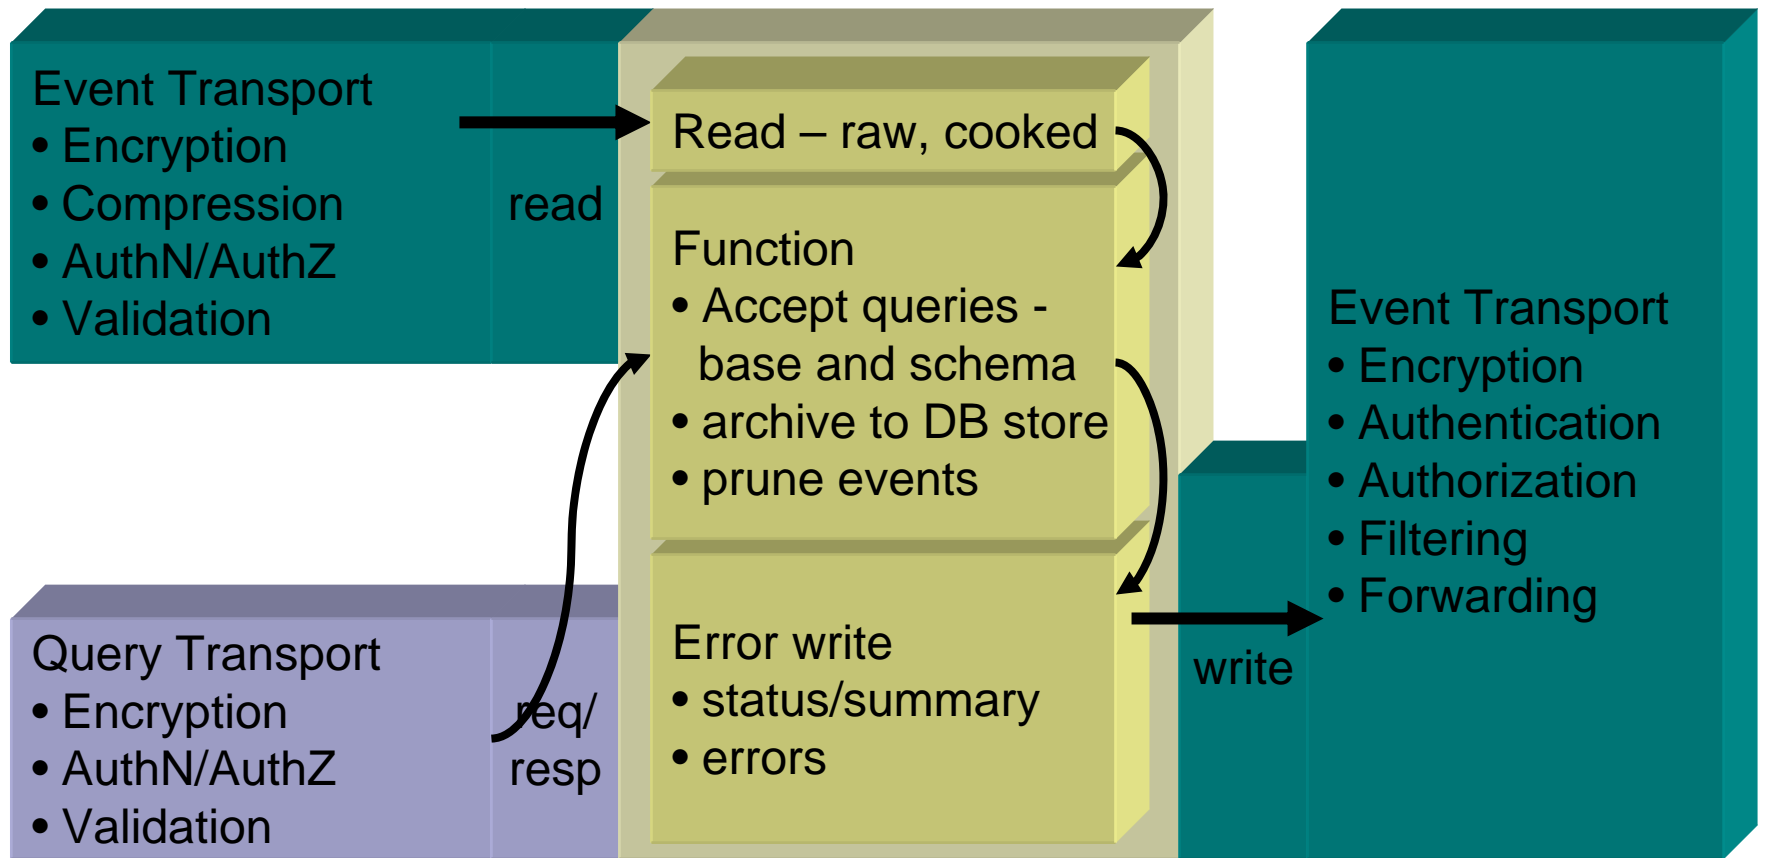 Event Transport
• Encryption
• Compression
• AuthN/AuthZ
• Validation
read
Query Transport
• Encryption
• AuthN/AuthZ
• Validation
req/
resp
Read – raw, cooked
Function
• Accept queries -
base and schema
• archive to DB store
• prune events
Error write
• status/summary
• errors
write
Event Transport
• Encryption
• Authentication
• Authorization
• Filtering
• Forwarding